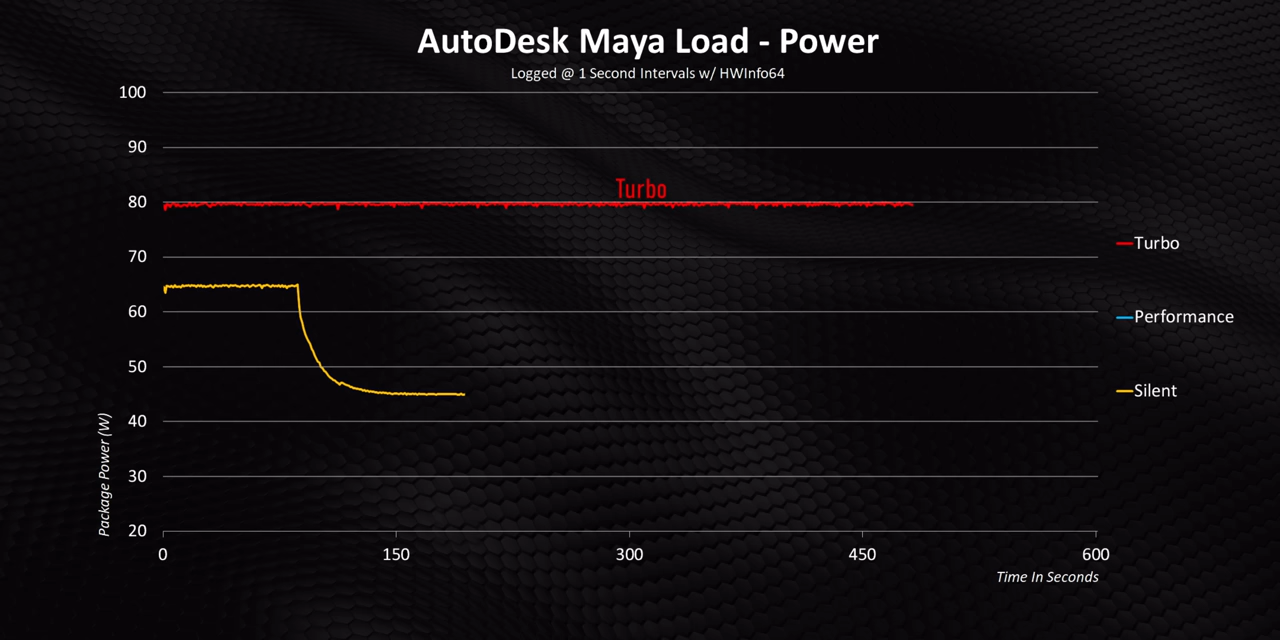 AutoDesk Maya Load - Power
Logged @ 1 Second Intervals w/ HWInfo64
100
90
80
70
60
50
40
30
20
Package Power (W)
0 150 300 450 600
Time In Seconds
Turbo
Turbo
Performance
Silent